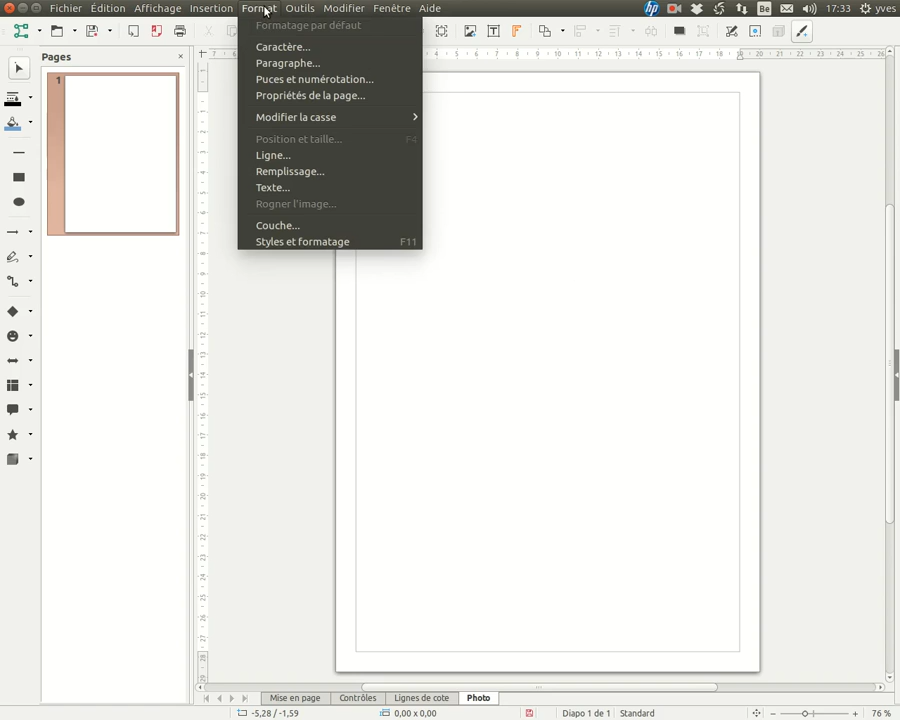 Fichier Édition Affichage Insertion Format Outils Modifier Fenêtre Aide
hp Be 17:33 yves
Formatage par défaut
Caractère...
Paragraphe...
Puces et numérotation...
Propriétés de la page...
Modifier la casse
Position et taille... F4
Ligne...
Remplissage...
Texte...
Rogner l'image...
Couche...
Styles et formatage F11
Pages
1
Mise en page Contrôles Lignes de cote Photo
-5,28 / -1,59 0,00 x 0,00 Diapo 1 de 1 Standard 76 %